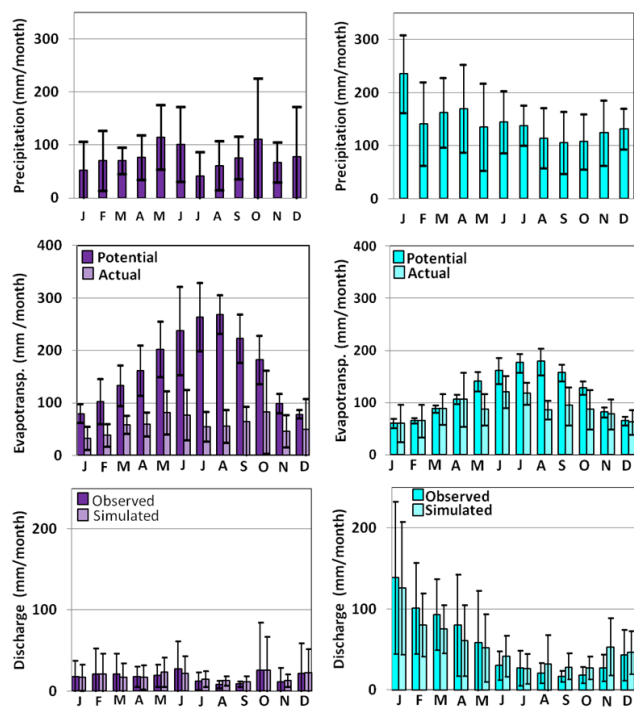 Precipitation (mm/month)
300
200
100
0
J F M A M J J A S O N D
Precipitation (mm/month)
300
200
100
0
J F M A M J J A S O N D
Evapotransp. (mm /month)
400
300
200
100
0
Potential
Actual
J F M A M J J A S O N D
Evapotransp. (mm/month)
400
300
200
100
0
Potential
Actual
J F M A M J J A S O N D
Discharge (mm/month)
200
100
0
Observed
Simulated
J F M A M J J A S O N D
Discharge (mm/month)
200
100
0
Observed
Simulated
J F M A M J J A S O N D